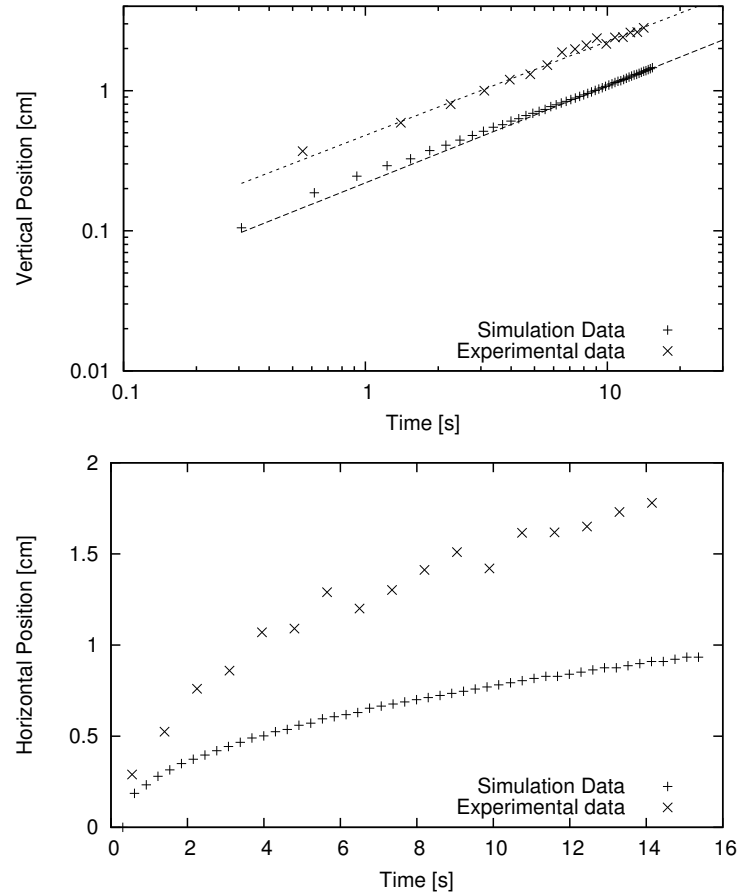 Vertical Position [cm]
1
0.1
0.01
Simulation Data
Experimental data
0.1
1
10
Time [s]
Horizontal Position [cm]
2
1.5
1
0.5
0
Simulation Data
Experimental data
0 2 4 6 8 10 12 14 16
Time [s]